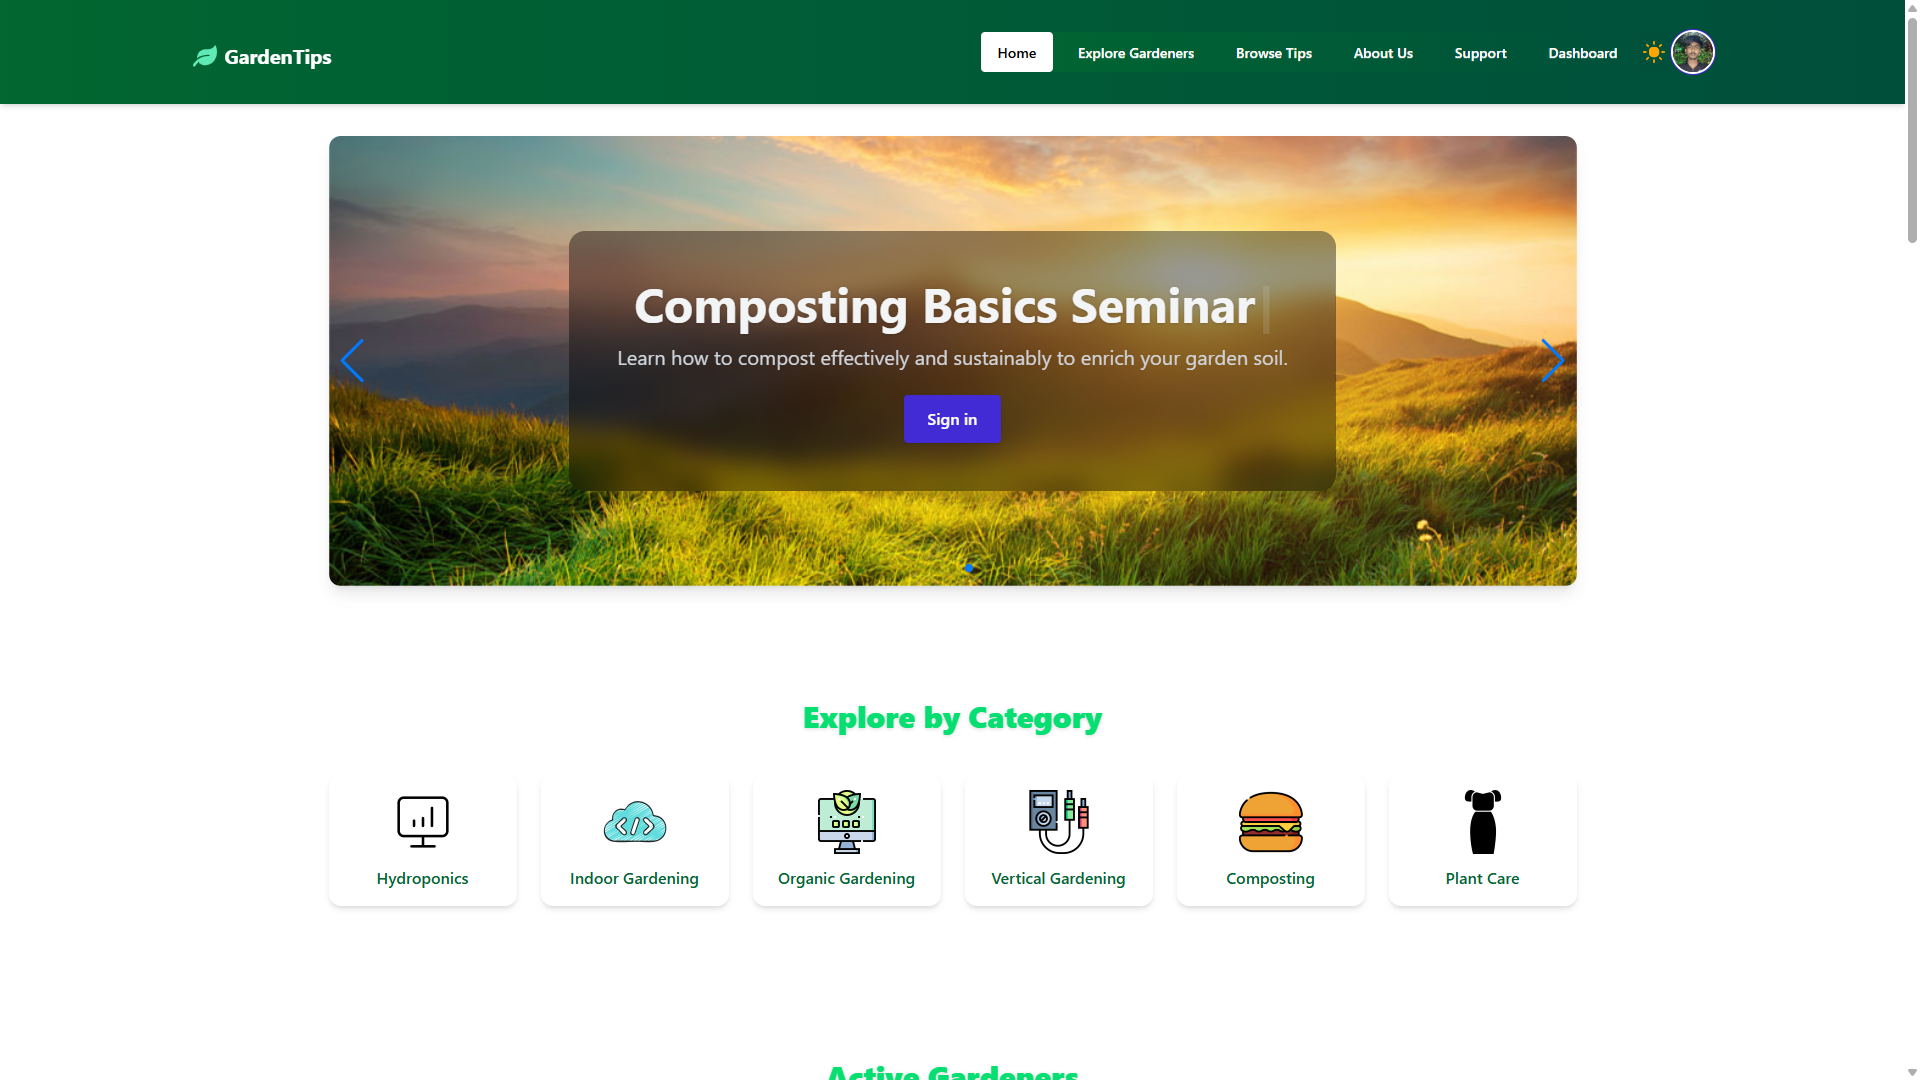 GardenTips
Home
Explore Gardeners
Browse Tips
About Us
Support
Dashboard
Composting Basics Seminar|
Learn how to compost effectively and sustainably to enrich your garden soil.
Sign in
Explore by Category
Hydroponics
Indoor Gardening
Organic Gardening
Vertical Gardening
Composting
Plant Care
Active Gardeners